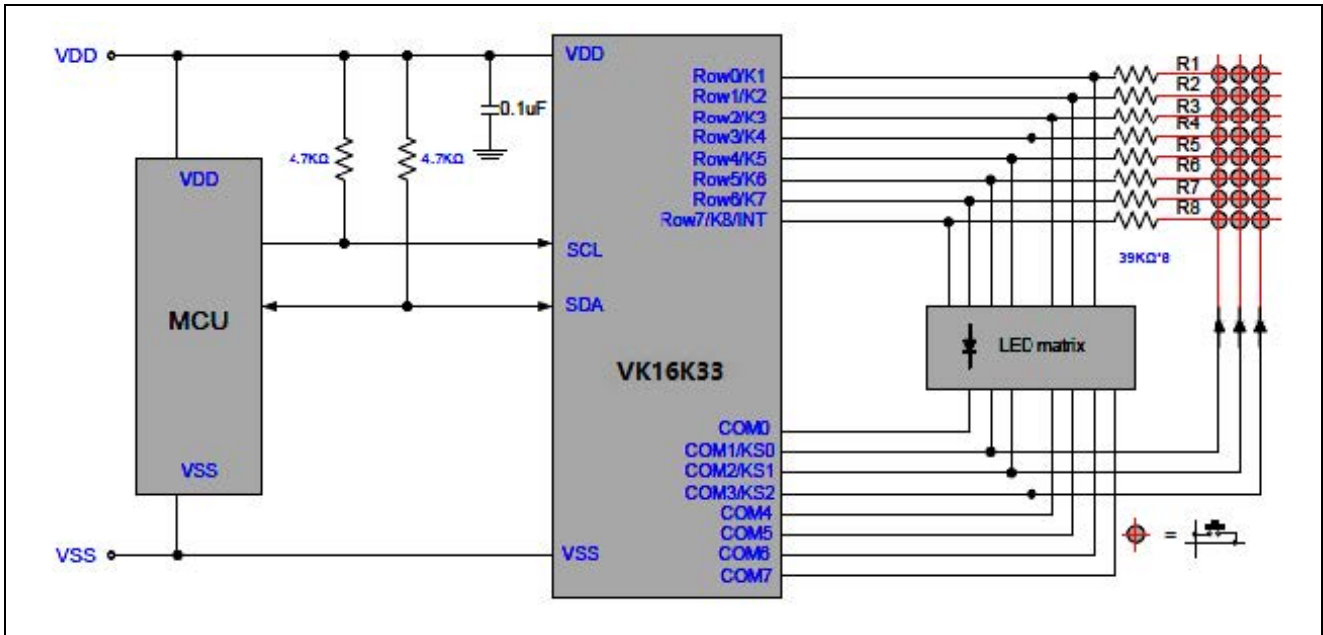 VDD
VDD
Row0/K1
Row1/K2
Row2/K3
Row3/K4
Row4/K5
Row5/K6
Row6/K7
Row7/K8/INT
R1
R2
R3
R4
R5
R6
R7
R8
0.1uF
4.7KΩ
4.7KΩ
VDD
SCL
39KΩ*8
SDA
MCU
LED matrix
VK16K33
COM0
COM1/KS0
COM2/KS1
COM3/KS2
COM4
COM5
COM6
COM7
VSS
=
VSS
VSS